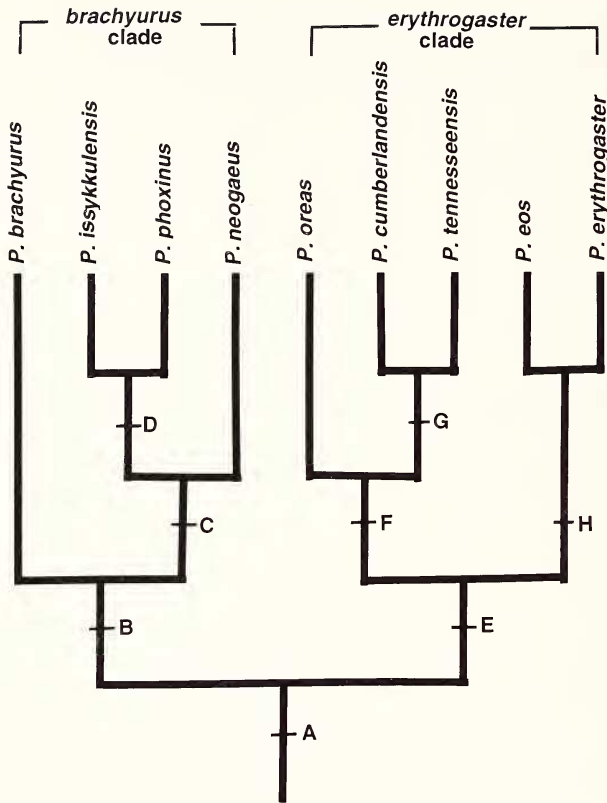 brachyurus
clade
erythrogaster
clade
P. brachyurus
P. issykkulensis
P. phoxinus
P. neogaeus
P. oreas
P. cumberlandensis
P. tennesseensis
P. eos
P. erythrogaster
D
G
C
F
H
B
E
A